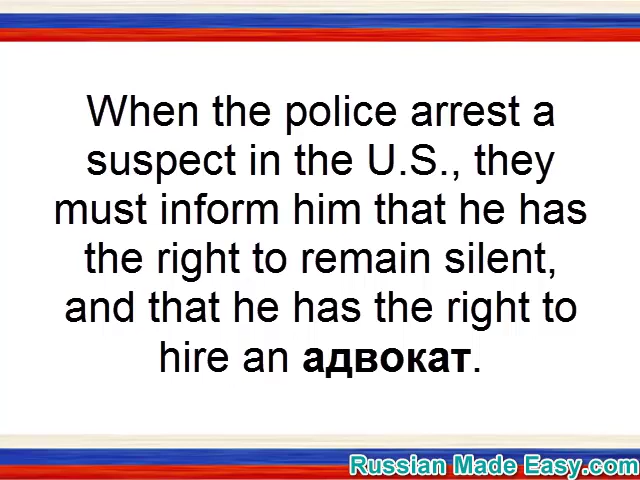 When the police arrest a
suspect in the U.S., they
must inform him that he has
the right to remain silent,
and that he has the right to
hire an адвокат.
Russian Made Easy.com